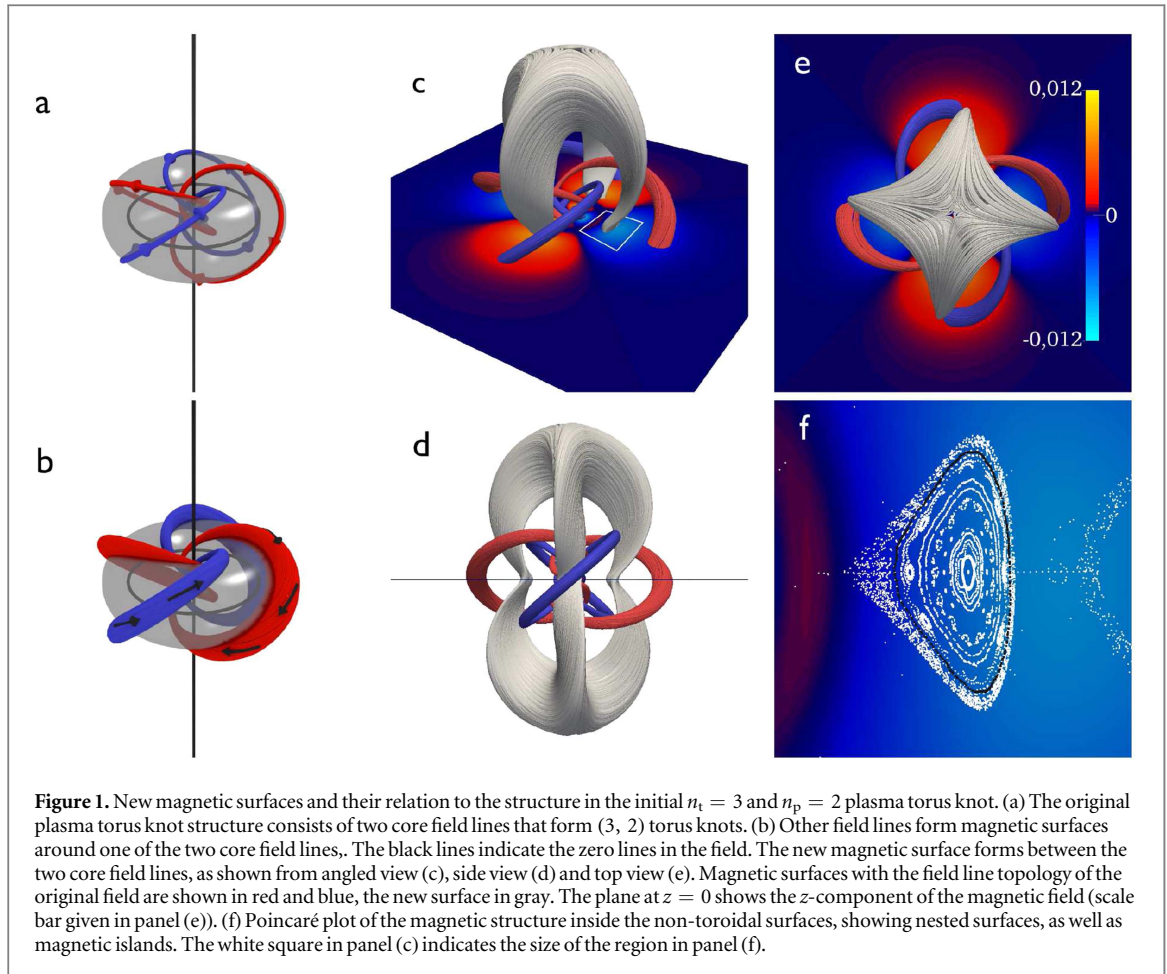 a
c
e
0,012
0
-0,012
b
d
f
Figure 1. New magnetic surfaces and their relation to the structure in the initial nt = 3 and np = 2 plasma torus knot. (a) The original
plasma torus knot structure consists of two core field lines that form (3, 2) torus knots. (b) Other field lines form magnetic surfaces
around one of the two core field lines,. The black lines indicate the zero lines in the field. The new magnetic surface forms between the
two core field lines, as shown from angled view (c), side view (d) and top view (e). Magnetic surfaces with the field line topology of the
original field are shown in red and blue, the new surface in gray. The plane at z = 0 shows the z-component of the magnetic field (scale
bar given in panel (e)). (f) Poincaré plot of the magnetic structure inside the non-toroidal surfaces, showing nested surfaces, as well as
magnetic islands. The white square in panel (c) indicates the size of the region in panel (f).